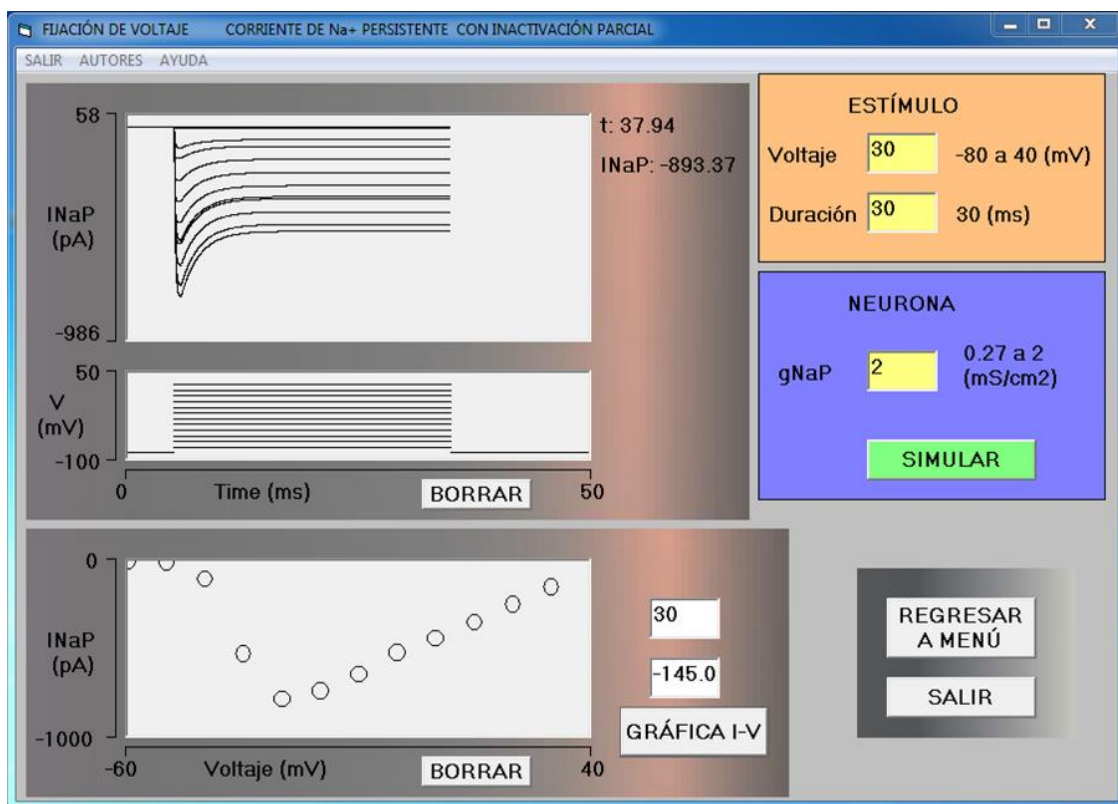 FIJACIÓN DE VOLTAJE CORRIENTE DE Na+ PERSISTENTE CON INACTIVACIÓN PARCIAL
SALIR AUTORES AYUDA
58
INaP
(pA)
-986
t: 37.94
INaP: -893.37
50
V
(mV)
-100
0 Time (ms) BORRAR 50
ESTÍMULO
Voltaje 30 -80 a 40 (mV)
Duración 30 30 (ms)
NEURONA
gNaP 2 0.27 a 2
(mS/cm2)
SIMULAR
0
INaP
(pA)
-1000
-60 Voltaje (mV) BORRAR 40
30
-145.0
GRÁFICA I-V
REGRESAR
A MENÚ
SALIR